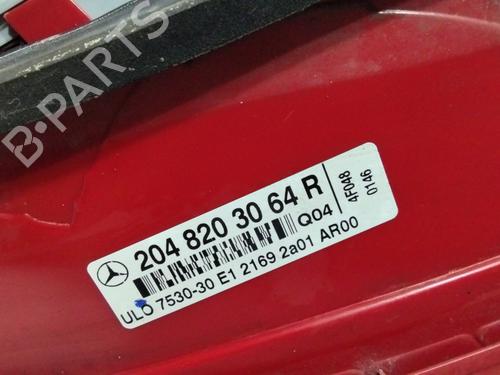 B-PARTS
204 820 30 64 R
Q04
ULO 7530-30 E1 2169 2a01 AR00
4F048
0146